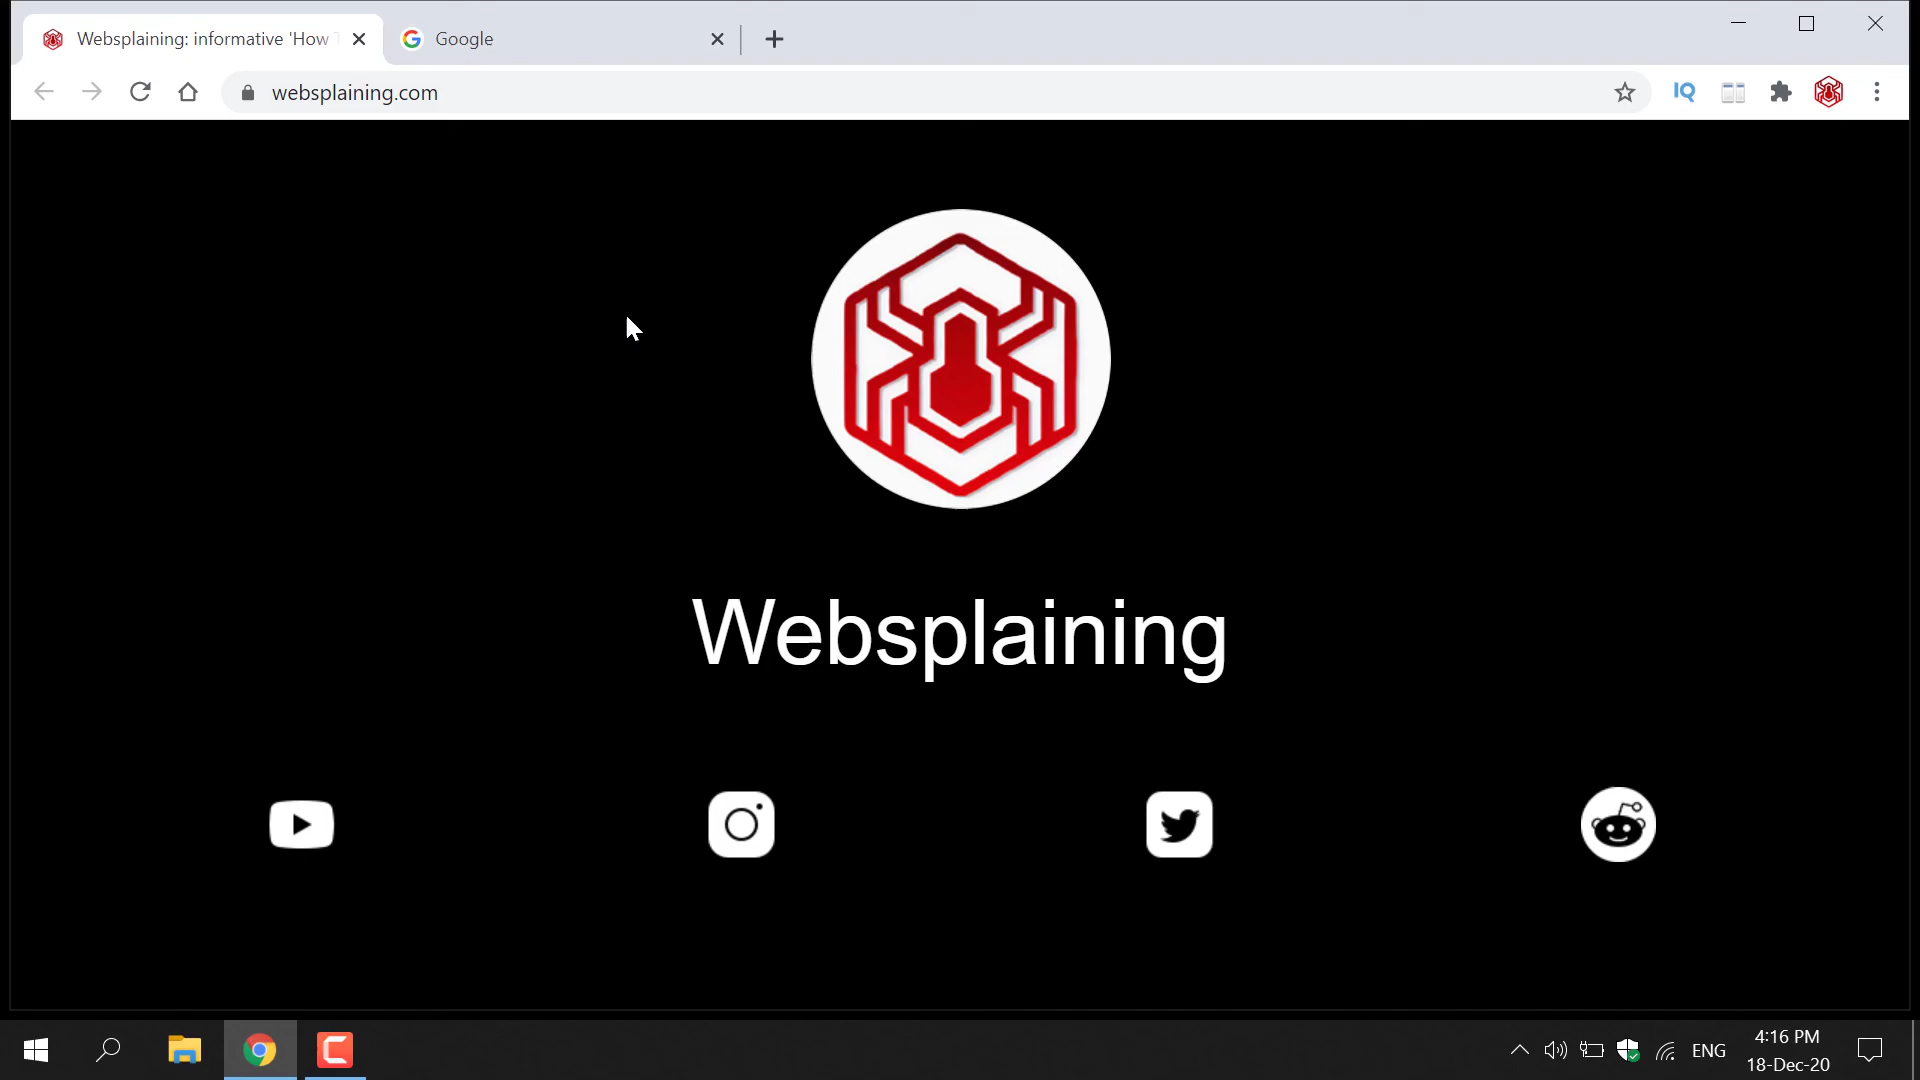 Websplaining: informative 'How T
Google
websplaining.com
IQ
Websplaining
ENG
4:16 PM
18-Dec-20